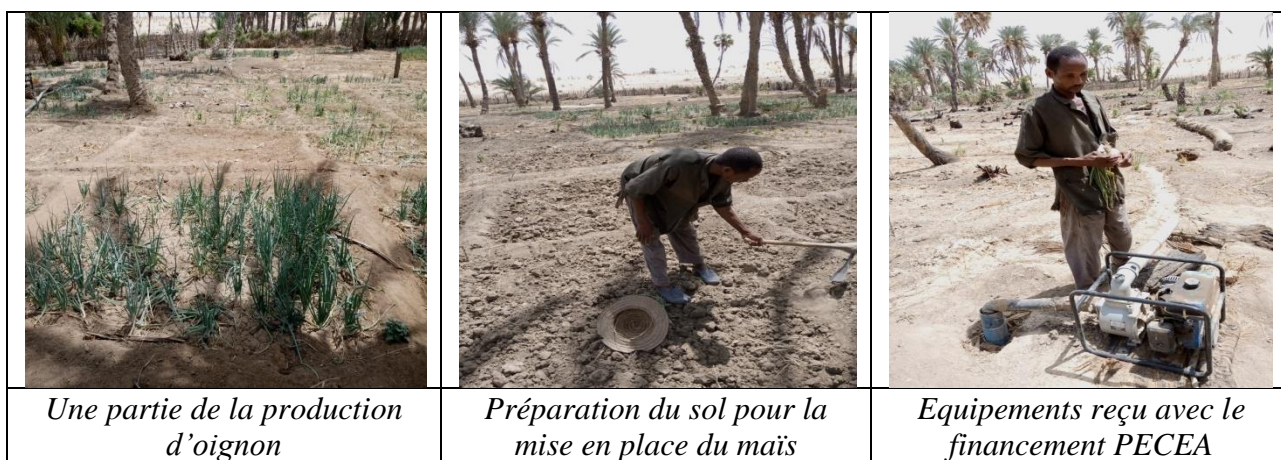 Une partie de la production
d’oignon
Préparation du sol pour la
mise en place du maïs
Equipements reçu avec le
financement PECEA